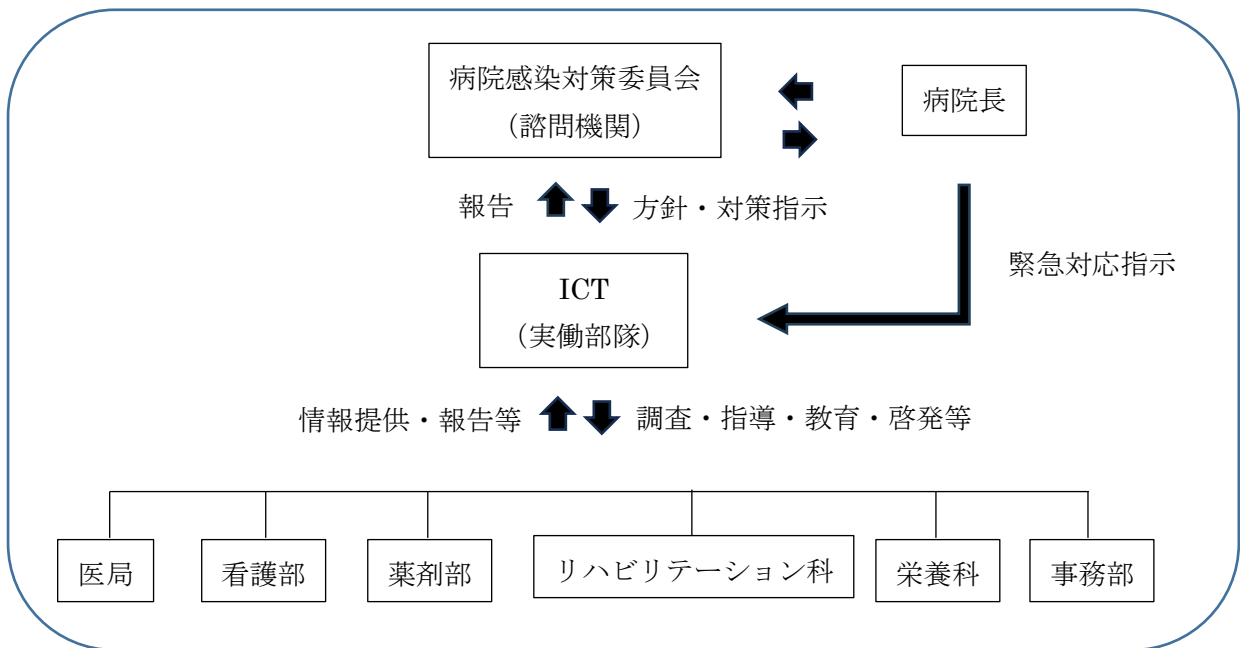 病院感染対策委員会
（諮問機関）
病院長
報告
方針・対策指示
緊急対応指示
ICT
（実働部隊）
情報提供・報告等
調査・指導・教育・啓発等
医局
看護部
薬剤部
リハビリテーション科
栄養科
事務部